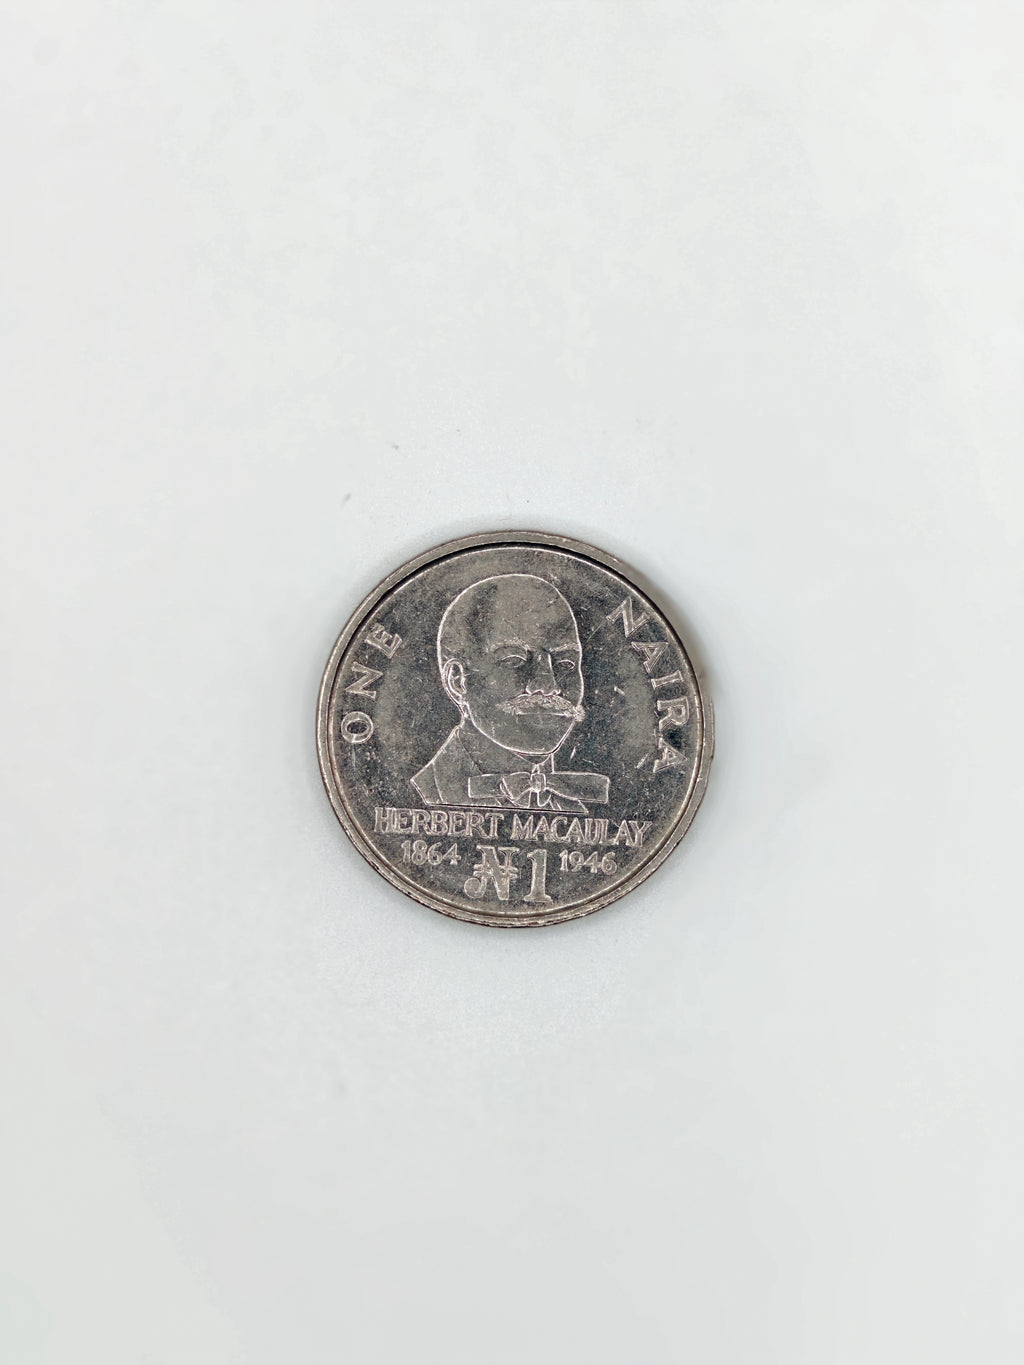 ONE NAIRA
HERBERT MACAULAY
1864 ₦1 1946